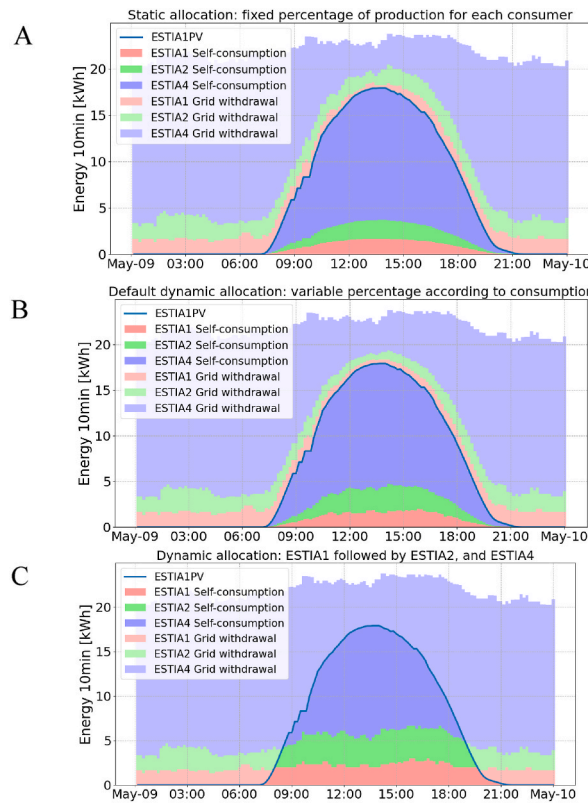 A
Static allocation: fixed percentage of production for each consumer
Energy 10min [kWh]
20
15
10
5
0
ESTIA1PV
ESTIA1 Self-consumption
ESTIA2 Self-consumption
ESTIA4 Self-consumption
ESTIA1 Grid withdrawal
ESTIA2 Grid withdrawal
ESTIA4 Grid withdrawal
May-09 03:00 06:00 09:00 12:00 15:00 18:00 21:00 May-10
B
Default dynamic allocation: variable percentage according to consumption
Energy 10min [kWh]
20
15
10
5
0
ESTIA1PV
ESTIA1 Self-consumption
ESTIA2 Self-consumption
ESTIA4 Self-consumption
ESTIA1 Grid withdrawal
ESTIA2 Grid withdrawal
ESTIA4 Grid withdrawal
May-09 03:00 06:00 09:00 12:00 15:00 18:00 21:00 May-10
C
Dynamic allocation: ESTIA1 followed by ESTIA2, and ESTIA4
Energy 10min [kWh]
20
15
10
5
0
ESTIA1PV
ESTIA1 Self-consumption
ESTIA2 Self-consumption
ESTIA4 Self-consumption
ESTIA1 Grid withdrawal
ESTIA2 Grid withdrawal
ESTIA4 Grid withdrawal
May-09 03:00 06:00 09:00 12:00 15:00 18:00 21:00 May-10